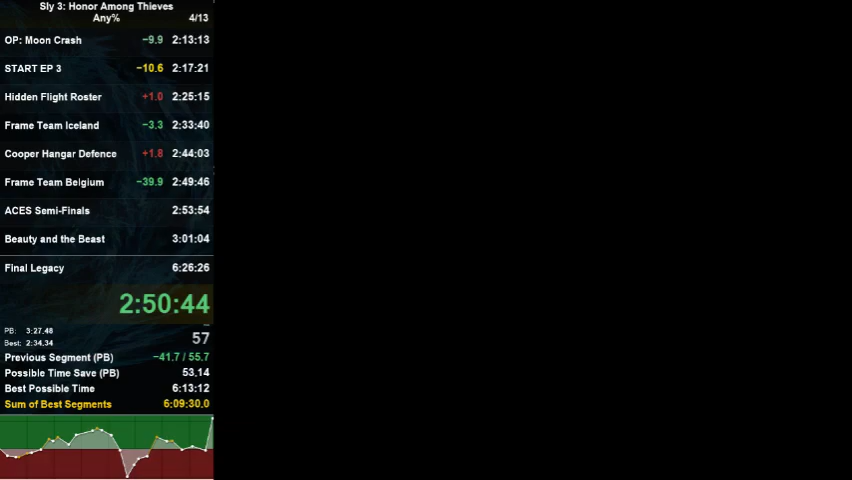 Sly 3: Honor Among Thieves
Any% 4/13
OP: Moon Crash −9.9 2:13:13
START EP 3 −10.6 2:17:21
Hidden Flight Roster +1.0 2:25:15
Frame Team Iceland −3.3 2:33:40
Cooper Hangar Defence +1.8 2:44:03
Frame Team Belgium −39.9 2:49:46
ACES Semi-Finals 2:53:54
Beauty and the Beast 3:01:04
Final Legacy 6:26:26
2:50:44
PB: 3:27.48
Best: 2:34.34
57
Previous Segment (PB) −41.7 / 55.7
Possible Time Save (PB) 53.14
Best Possible Time 6:13:12
Sum of Best Segments 6:09:30.0